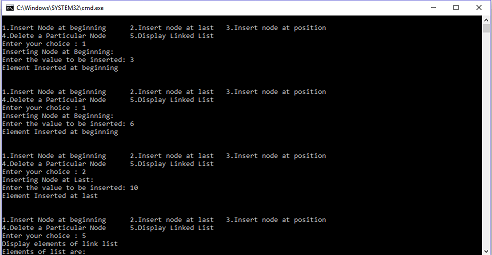 C:\Windows\SYSTEM32\cmd.exe
1.Insert Node at beginning 2.Insert node at last 3.Insert node at position
4.Delete a Particular Node 5.Display Linked List
Enter your choice : 1
Inserting Node at Beginning:
Enter the value to be inserted: 3
Element Inserted at beginning
1.Insert Node at beginning 2.Insert node at last 3.Insert node at position
4.Delete a Particular Node 5.Display Linked List
Enter your choice : 1
Inserting Node at Beginning:
Enter the value to be inserted: 6
Element Inserted at beginning
1.Insert Node at beginning 2.Insert node at last 3.Insert node at position
4.Delete a Particular Node 5.Display Linked List
Enter your choice : 2
Inserting Node at Last:
Enter the value to be inserted: 10
Element Inserted at last
1.Insert Node at beginning 2.Insert node at last 3.Insert node at position
4.Delete a Particular Node 5.Display Linked List
Enter your choice : 5
Display elements of link list
Elements of list are: